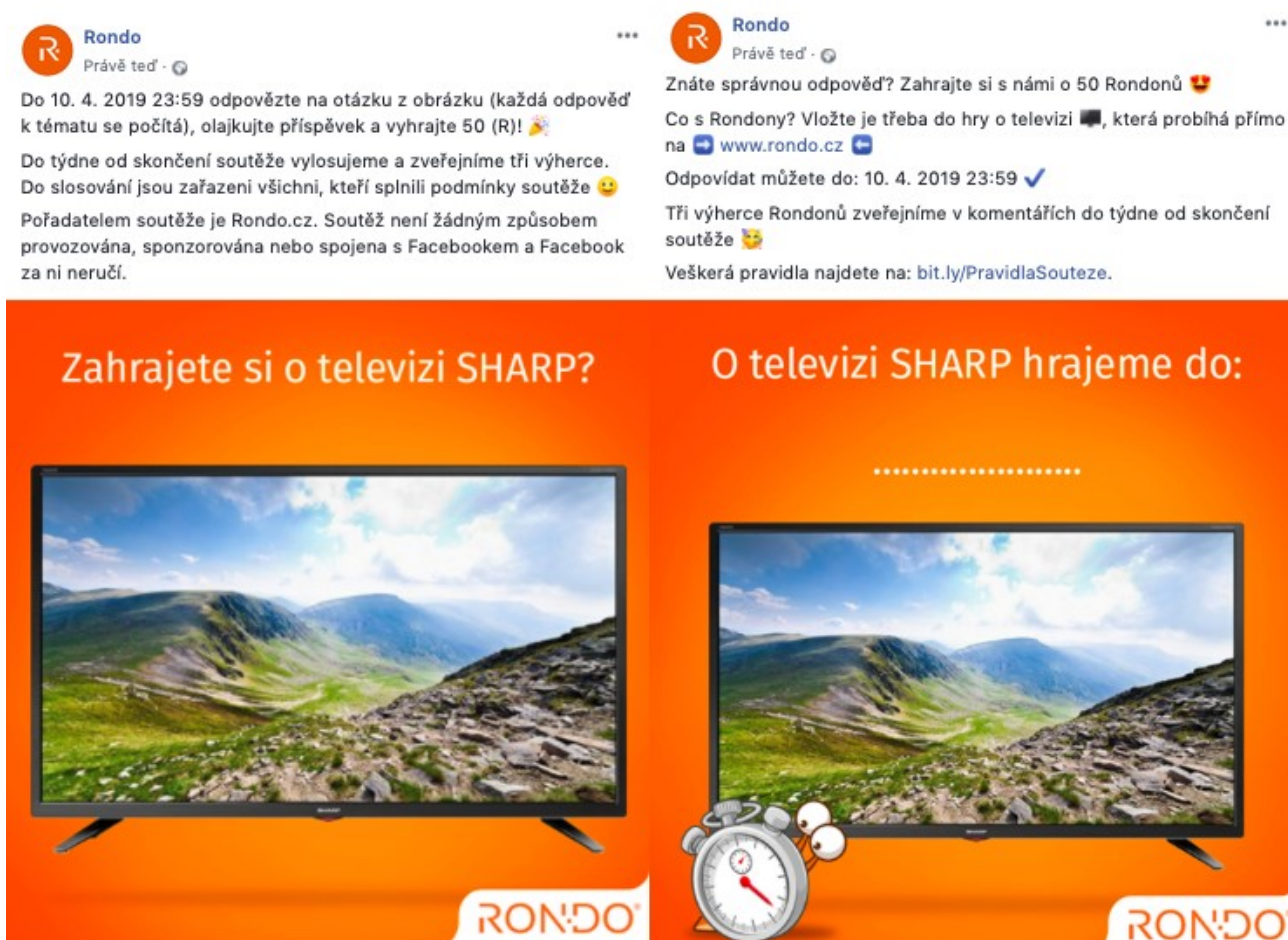 Rondo
Právě teď
Do 10. 4. 2019 23:59 odpovězte na otázku z obrázku (každá odpověď
k tématu se počítá), olajkujte příspěvek a vyhrajte 50 (R)! 🎉
Do týdne od skončení soutěže vylosujeme a zveřejníme tři výherce.
Do slosování jsou zařazeni všichni, kteří splnili podmínky soutěže 🙂
Pořadatelem soutěže je Rondo.cz. Soutěž není žádným způsobem
provozována, sponzorována nebo spojena s Facebookem a Facebook
za ni neručí.
Zahrajete si o televizi SHARP?
RONDO
Rondo
Právě teď
Znáte správnou odpověď? Zahrajte si s námi o 50 Rondonů 🤩
Co s Rondony? Vložte je třeba do hry o televizi 🖥️, která probíhá přímo
na ➡️ www.rondo.cz ⬅️
Odpovídat můžete do: 10. 4. 2019 23:59 ✔️
Tři výherce Rondonů zveřejníme v komentářích do týdne od skončení
soutěže 🥳
Veškerá pravidla najdete na: bit.ly/PravidlaSouteze.
O televizi SHARP hrajeme do:
......................
RONDO